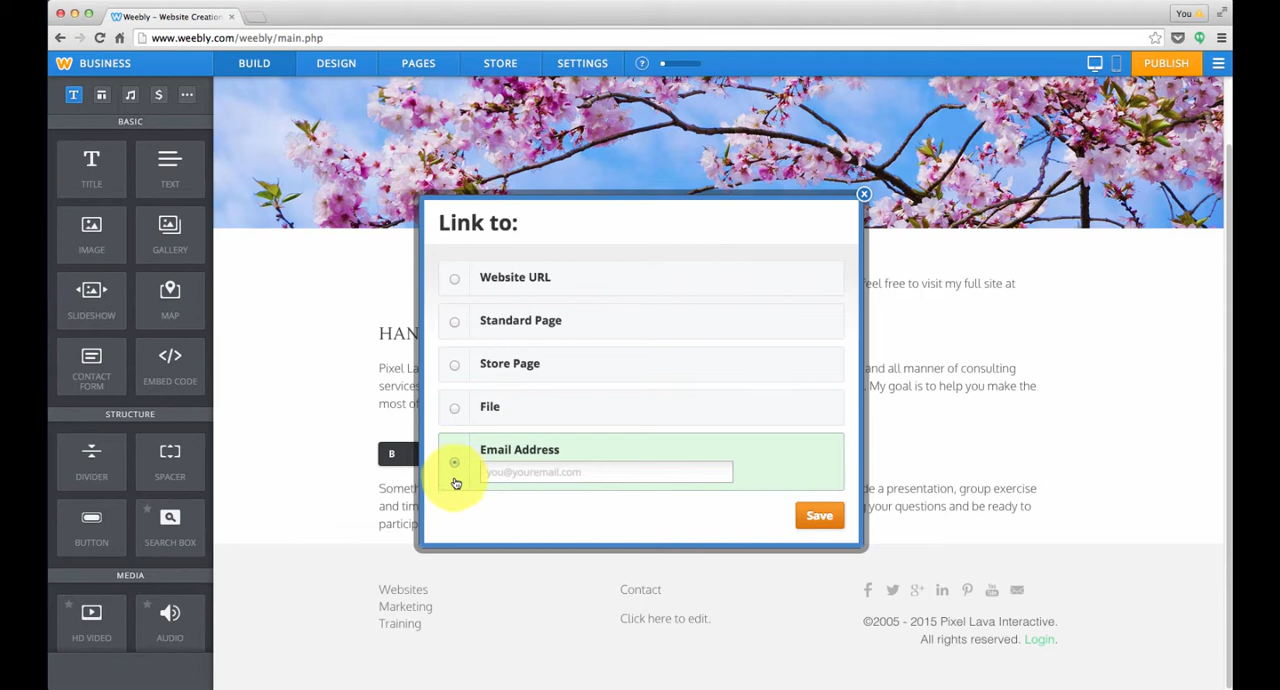 Weebly - Website Creation
You
www.weebly.com/weebly/main.php
BUSINESS
BUILD
DESIGN
PAGES
STORE
SETTINGS
?
PUBLISH
T
$
BASIC
T
TITLE
TEXT
IMAGE
GALLERY
SLIDESHOW
MAP
CONTACT
FORM
</>
EMBED CODE
STRUCTURE
DIVIDER
SPACER
BUTTON
SEARCH BOX
MEDIA
HD VIDEO
AUDIO
Link to:
Website URL
Standard Page
Store Page
File
Email Address
you@youremail.com
Save
feel free to visit my full site at
HAN
Pixel Lava
and all manner of consulting
services
My goal is to help you make the
most of
B
Someth
de a presentation, group exercise
and tim
ng your questions and be ready to
particip
Websites
Marketing
Training
Contact
Click here to edit.
©2005 - 2015 Pixel Lava Interactive.
All rights reserved. Login.